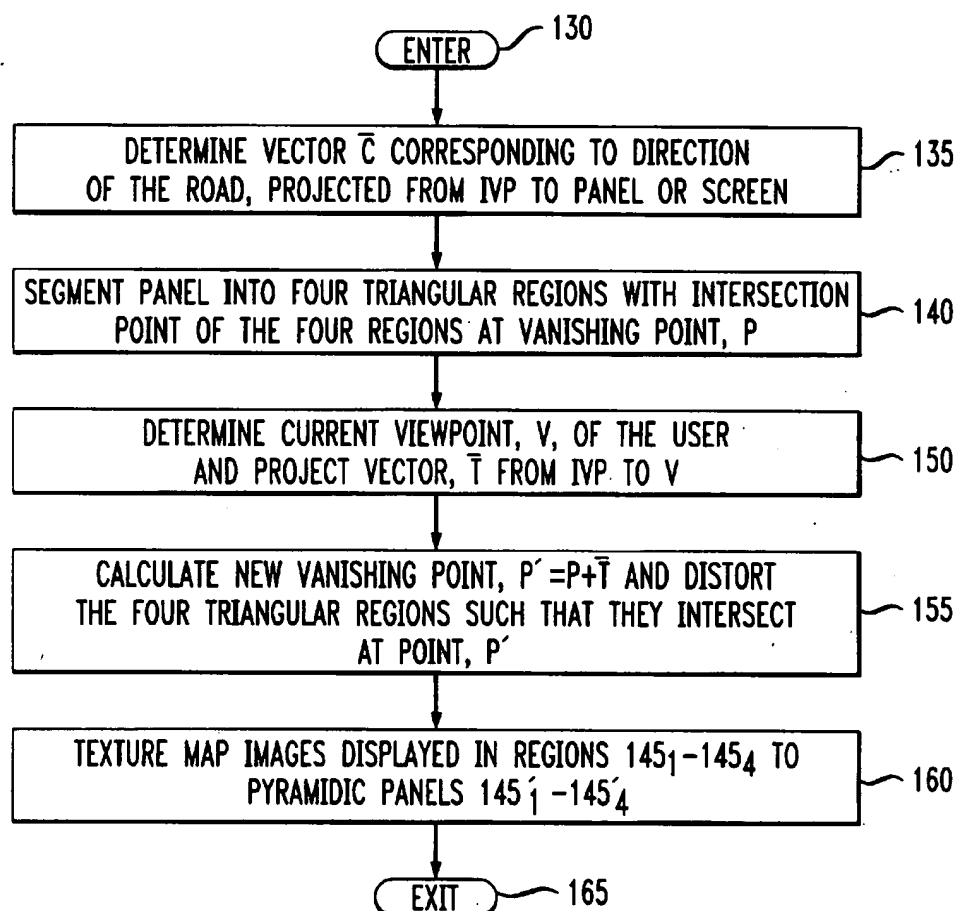 ENTER 130
DETERMINE VECTOR C̅ CORRESPONDING TO DIRECTION
OF THE ROAD, PROJECTED FROM IVP TO PANEL OR SCREEN
135
SEGMENT PANEL INTO FOUR TRIANGULAR REGIONS WITH INTERSECTION
POINT OF THE FOUR REGIONS AT VANISHING POINT, P
140
DETERMINE CURRENT VIEWPOINT, V, OF THE USER
AND PROJECT VECTOR, T̅ FROM IVP TO V
150
CALCULATE NEW VANISHING POINT, P´=P+T̅ AND DISTORT
THE FOUR TRIANGULAR REGIONS SUCH THAT THEY INTERSECT
AT POINT, P´
155
TEXTURE MAP IMAGES DISPLAYED IN REGIONS 145₁-145₄ TO
PYRAMIDIC PANELS 145´₁-145´₄
160
EXIT 165